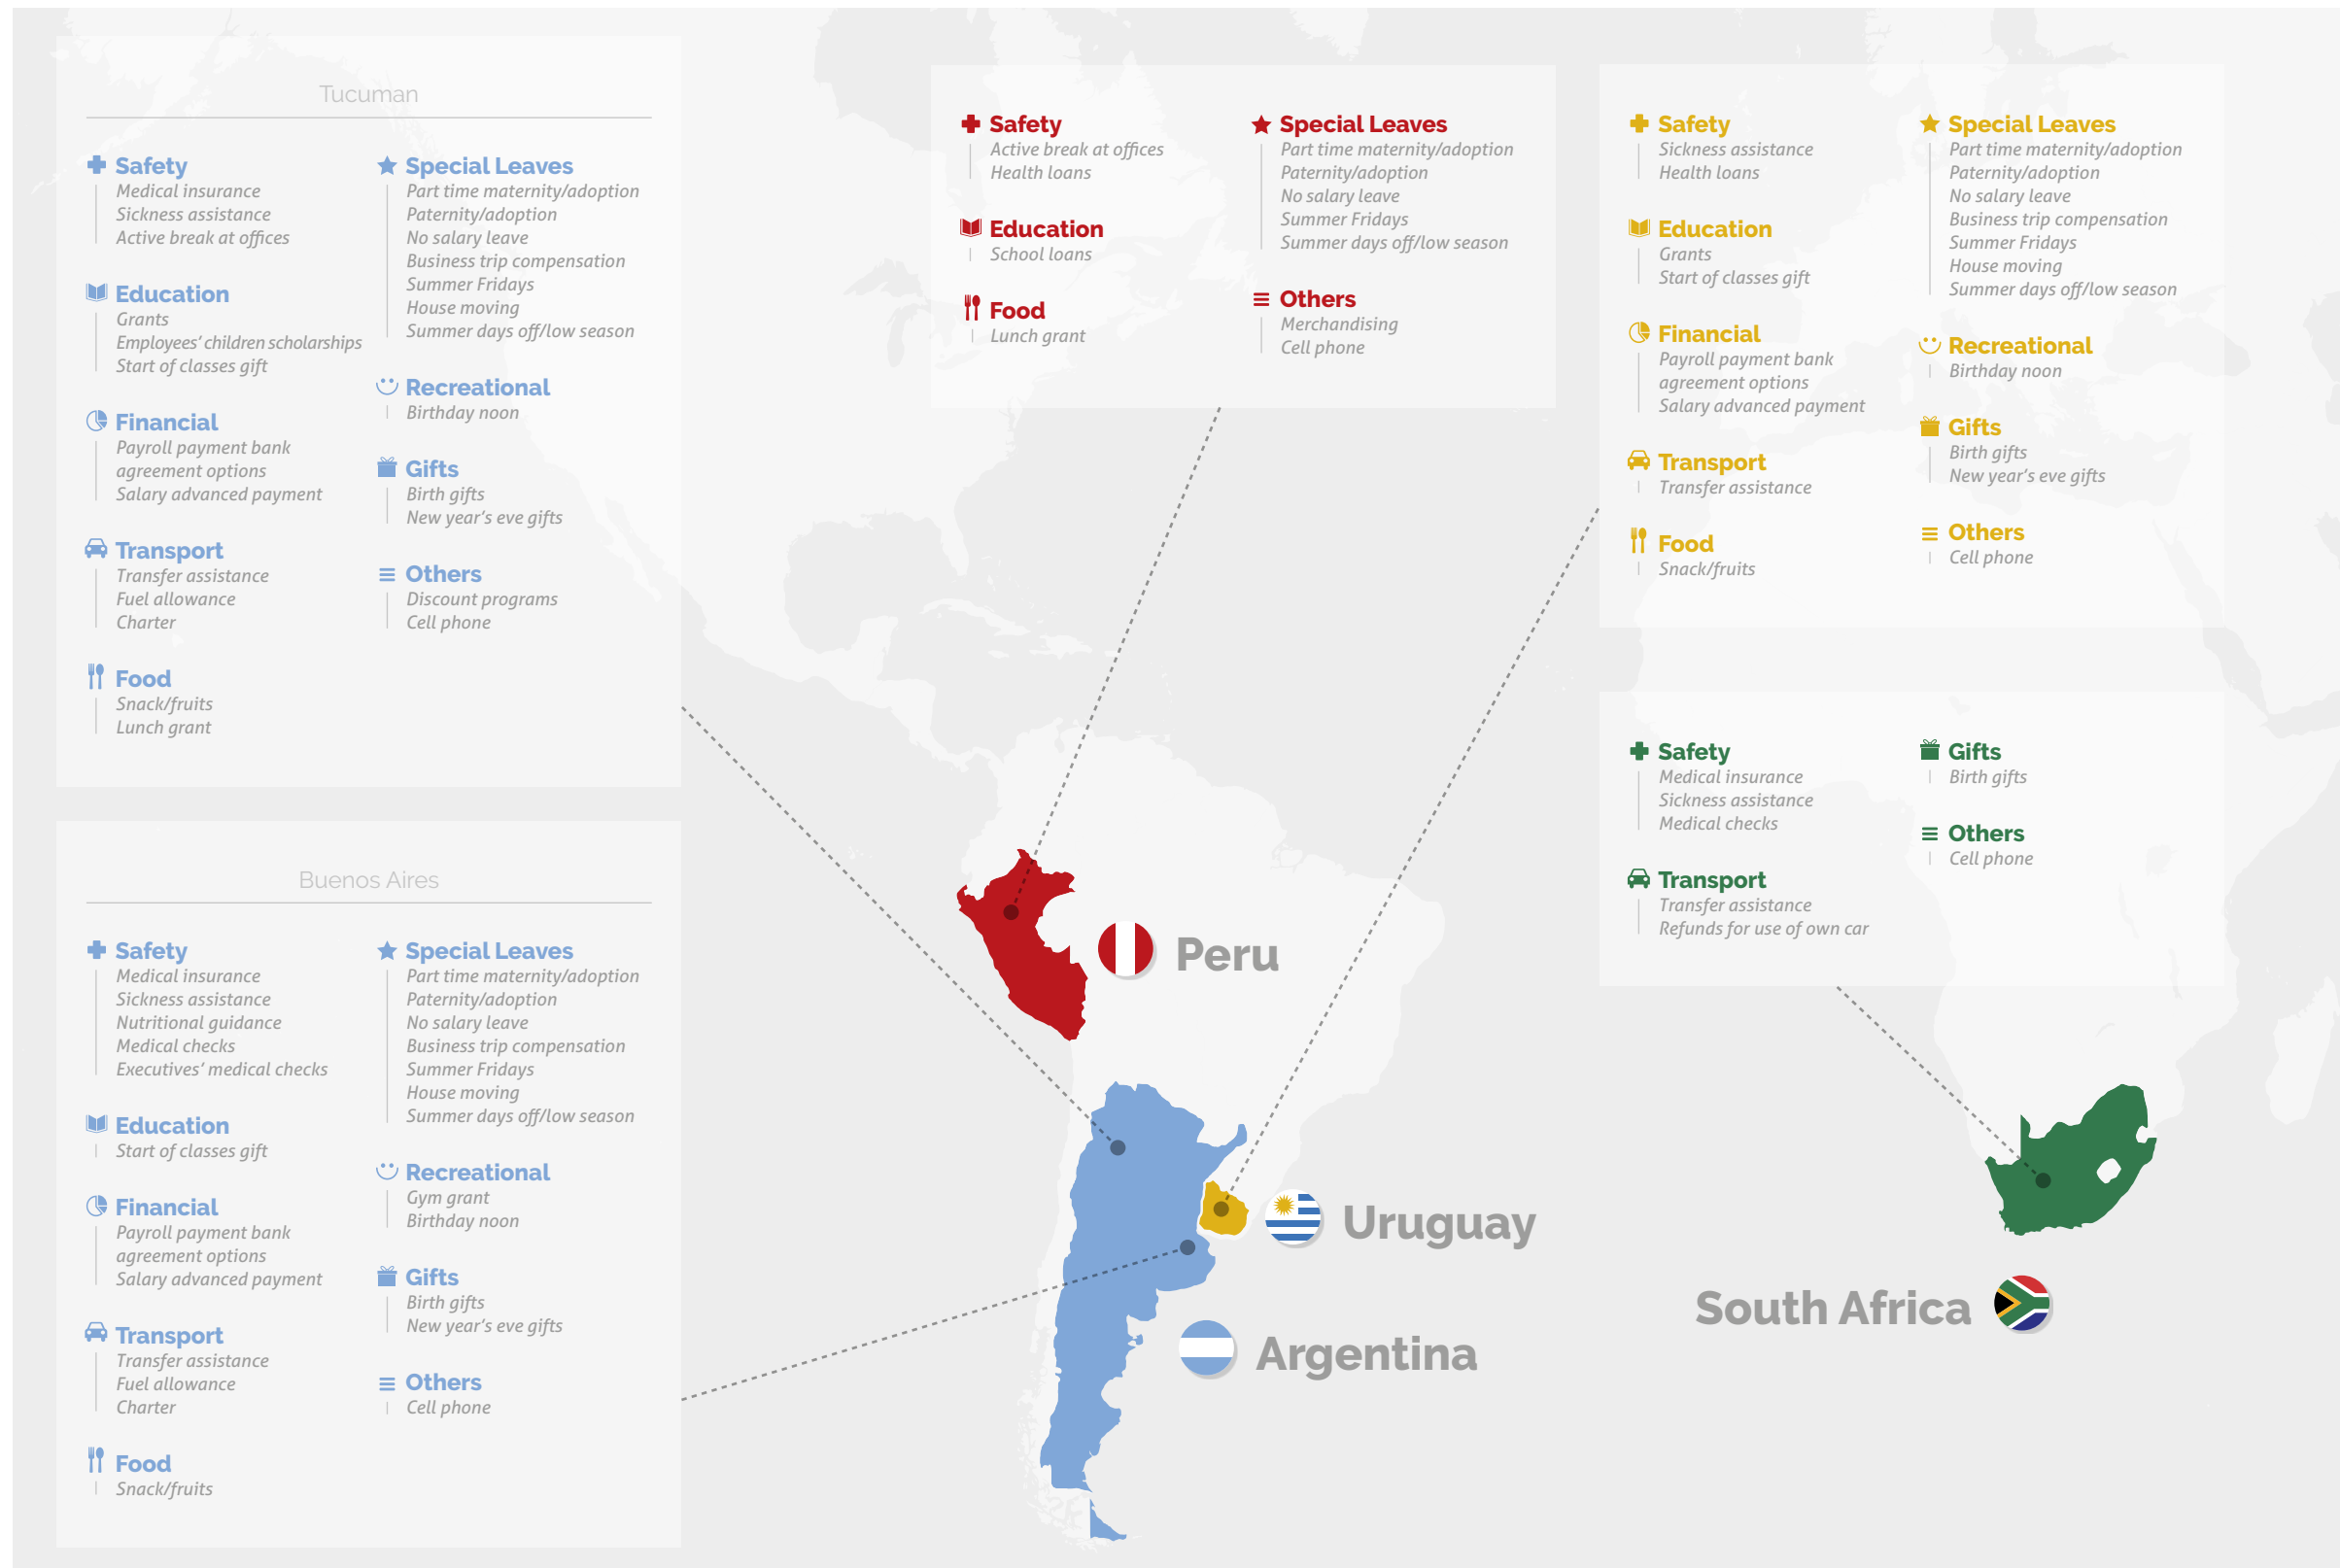 Tucuman
Safety
Medical insurance
Sickness assistance
Active break at offices
Education
Grants
Employees’ children scholarships
Start of classes gift
Financial
Payroll payment bank
agreement options
Salary advanced payment
Transport
Transfer assistance
Fuel allowance
Charter
Food
Snack/fruits
Lunch grant
Special Leaves
Part time maternity/adoption
Paternity/adoption
No salary leave
Business trip compensation
Summer Fridays
House moving
Summer days off/low season
Recreational
Birthday noon
Gifts
Birth gifts
New year’s eve gifts
Others
Discount programs
Cell phone
Buenos Aires
Safety
Medical insurance
Sickness assistance
Nutritional guidance
Medical checks
Executives’ medical checks
Education
Start of classes gift
Financial
Payroll payment bank
agreement options
Salary advanced payment
Transport
Transfer assistance
Fuel allowance
Charter
Food
Snack/fruits
Special Leaves
Part time maternity/adoption
Paternity/adoption
No salary leave
Business trip compensation
Summer Fridays
House moving
Summer days off/low season
Recreational
Gym grant
Birthday noon
Gifts
Birth gifts
New year’s eve gifts
Others
Cell phone
Safety
Active break at offices
Health loans
Education
School loans
Food
Lunch grant
Special Leaves
Part time maternity/adoption
Paternity/adoption
No salary leave
Summer Fridays
Summer days off/low season
Others
Merchandising
Cell phone
Safety
Sickness assistance
Health loans
Education
Grants
Start of classes gift
Financial
Payroll payment bank
agreement options
Salary advanced payment
Transport
Transfer assistance
Food
Snack/fruits
Special Leaves
Part time maternity/adoption
Paternity/adoption
No salary leave
Business trip compensation
Summer Fridays
House moving
Summer days off/low season
Recreational
Birthday noon
Gifts
Birth gifts
New year’s eve gifts
Others
Cell phone
Safety
Medical insurance
Sickness assistance
Medical checks
Transport
Transfer assistance
Refunds for use of own car
Gifts
Birth gifts
Others
Cell phone
Peru
Uruguay
Argentina
South Africa